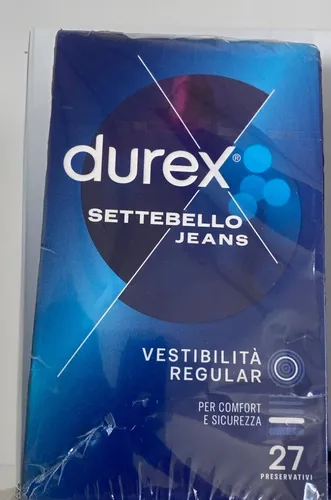 durex®
SETTEBELLO
JEANS
VESTIBILITÀ
REGULAR
PER COMFORT
E SICUREZZA
27
PRESERVATIVI